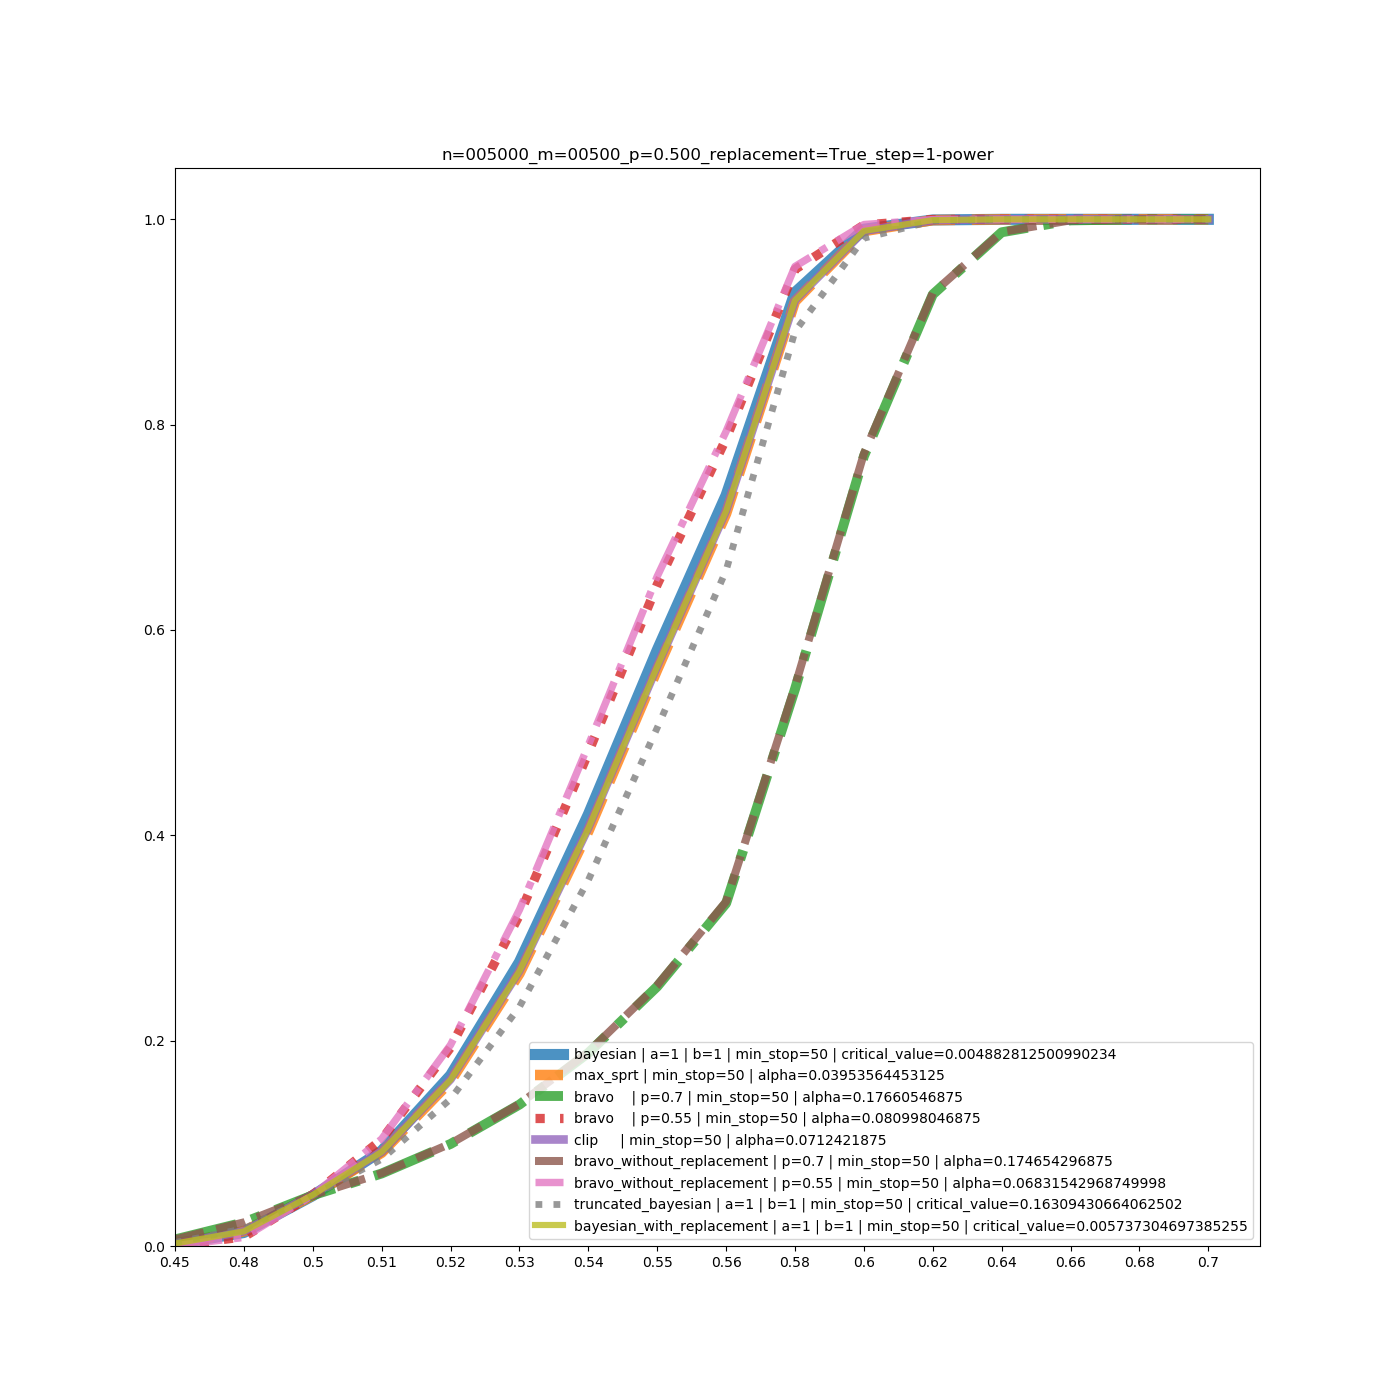 n=005000_m=00500_p=0.500_replacement=True_step=1-power
1.0
0.8
0.6
0.4
0.2
0.0
bayesian | a=1 | b=1 | min_stop=50 | critical_value=0.004882812500990234
max_sprt | min_stop=50 | alpha=0.03953564453125
bravo    | p=0.7 | min_stop=50 | alpha=0.17660546875
bravo    | p=0.55 | min_stop=50 | alpha=0.080998046875
clip     | min_stop=50 | alpha=0.0712421875
bravo_without_replacement | p=0.7 | min_stop=50 | alpha=0.174654296875
bravo_without_replacement | p=0.55 | min_stop=50 | alpha=0.06831542968749998
truncated_bayesian | a=1 | b=1 | min_stop=50 | critical_value=0.16309430664062502
bayesian_with_replacement | a=1 | b=1 | min_stop=50 | critical_value=0.005737304697385255
0.45 0.48 0.5 0.51 0.52 0.53 0.54 0.55 0.56 0.58 0.6 0.62 0.64 0.66 0.68 0.7